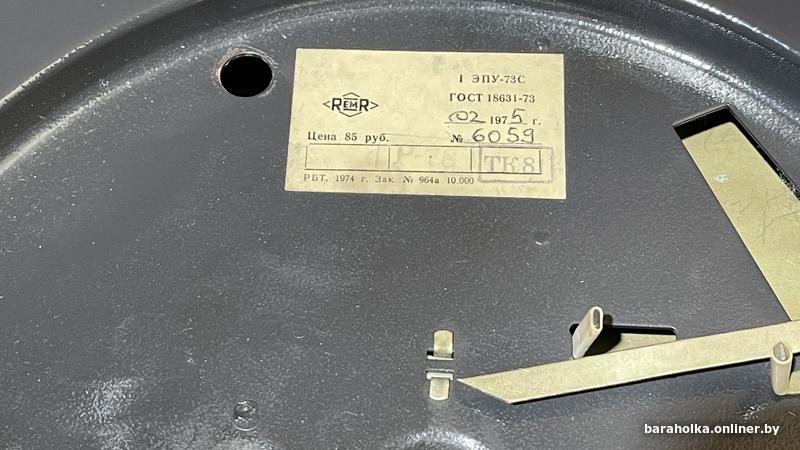 I ЭПУ-73С
REMR
ГОСТ 18631-73
02 1975 г.
Цена 85 руб. № 6059
ТК8
РБТ. 1974 г. Зак. № 964а 10.000
baraholka.onliner.by